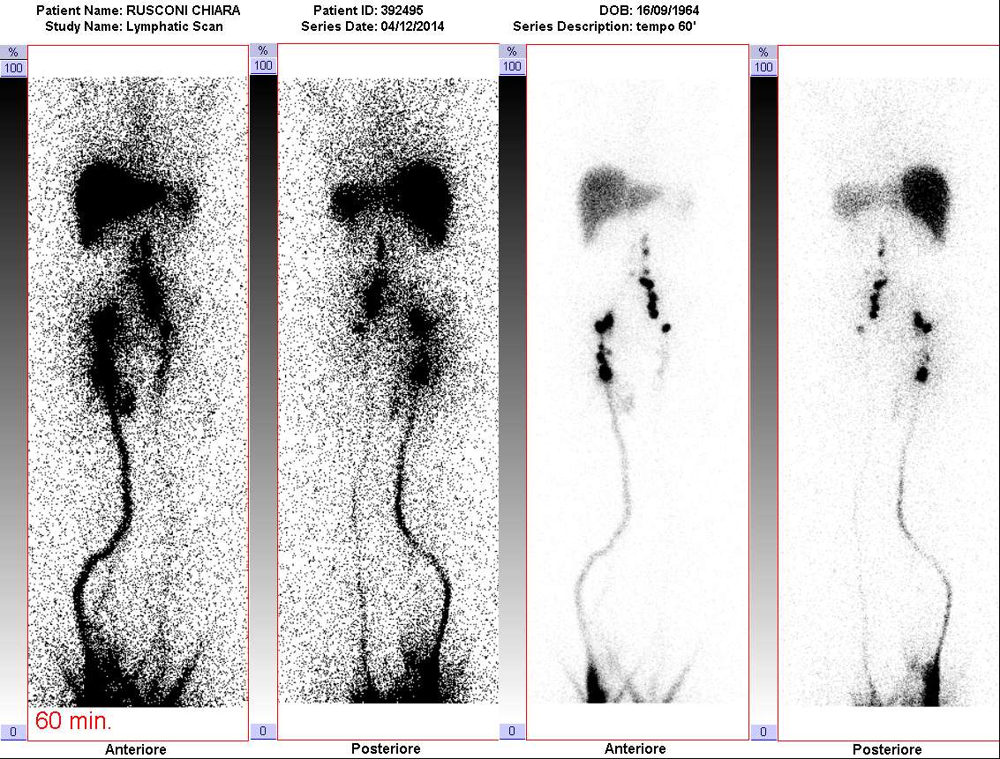 Patient Name: RUSCONI CHIARA Patient ID: 392495 DOB: 16/09/1964
Study Name: Lymphatic Scan Series Date: 04/12/2014 Series Description: tempo 60'
% % % %
100 100 100 100
60 min.
0 0 0 0
Anteriore Posteriore Anteriore Posteriore